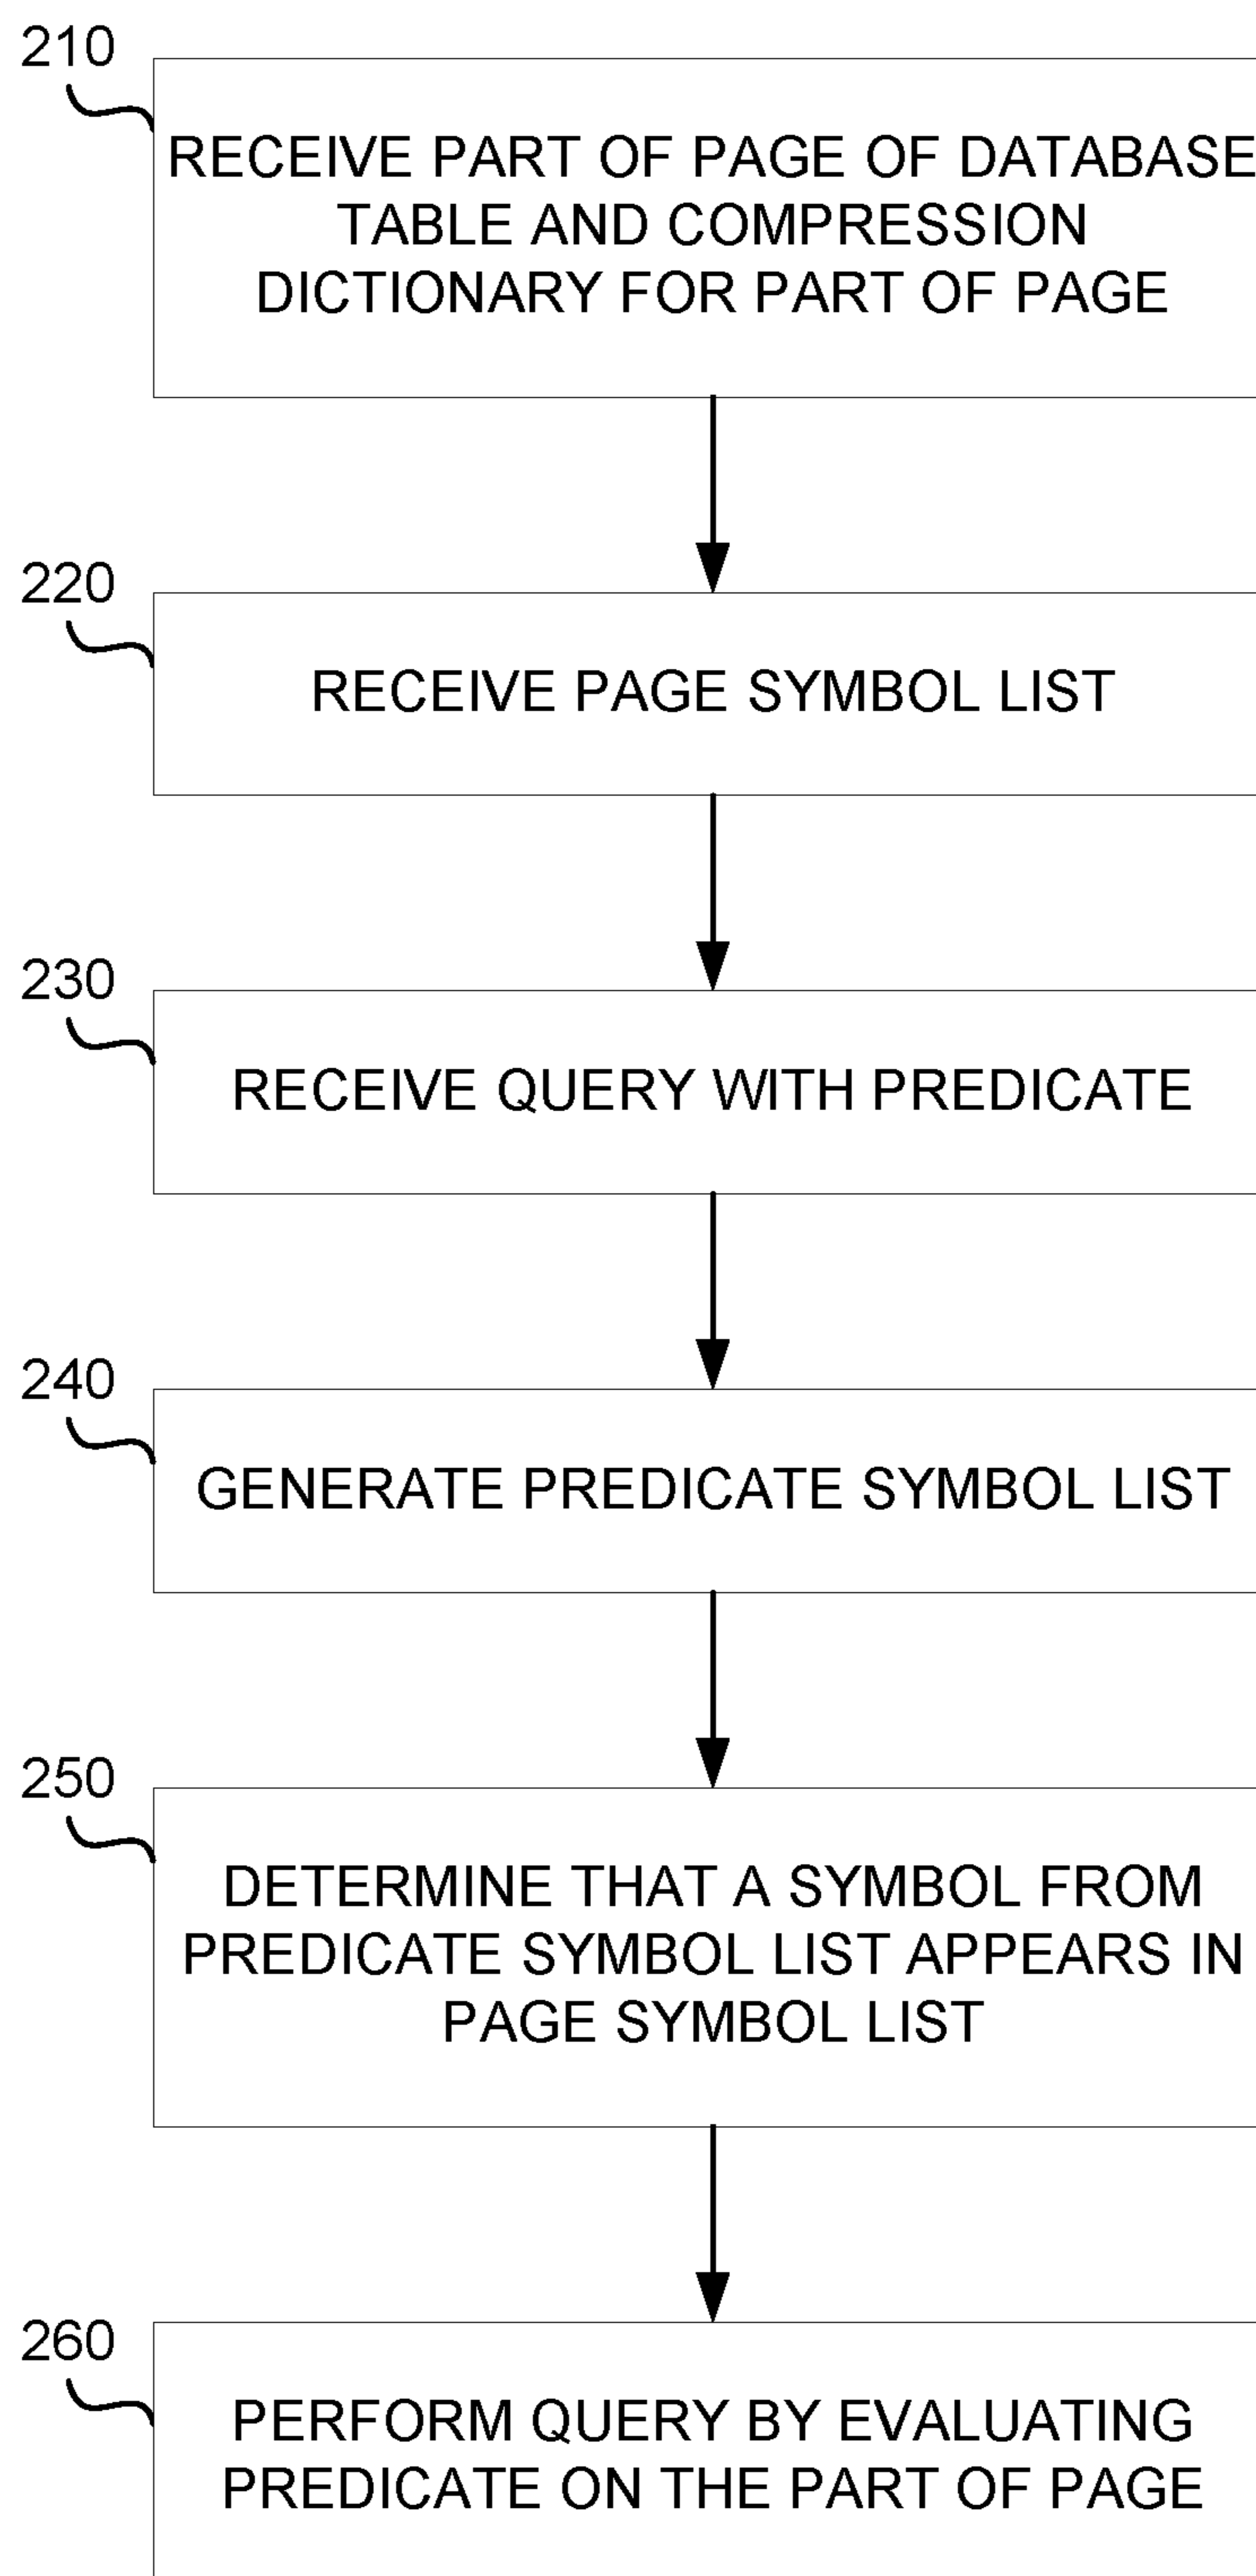 210
RECEIVE PART OF PAGE OF DATABASE
TABLE AND COMPRESSION
DICTIONARY FOR PART OF PAGE
220
RECEIVE PAGE SYMBOL LIST
230
RECEIVE QUERY WITH PREDICATE
240
GENERATE PREDICATE SYMBOL LIST
250
DETERMINE THAT A SYMBOL FROM
PREDICATE SYMBOL LIST APPEARS IN
PAGE SYMBOL LIST
260
PERFORM QUERY BY EVALUATING
PREDICATE ON THE PART OF PAGE